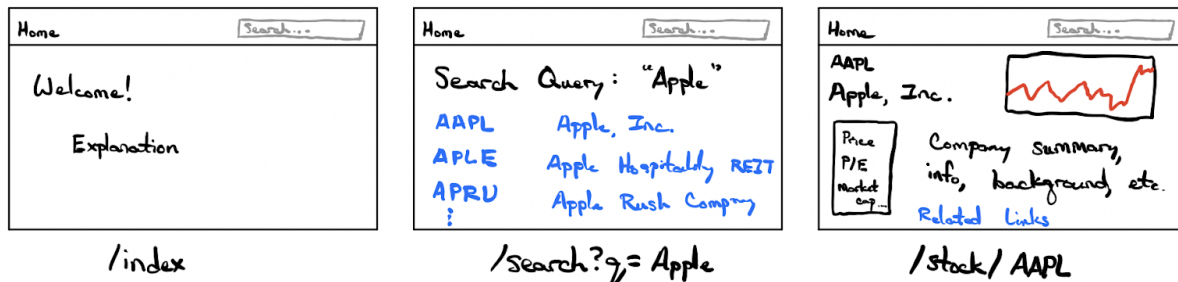 Home Search...
Welcome!
Explanation
/index
Home Search...
Search Query: "Apple"
AAPL Apple, Inc.
APLE Apple Hospitality REIT
APRU Apple Rush Company
/search?q=Apple
Home Search...
AAPL
Apple, Inc.
Price
P/E
Market
cap...
Company summary,
info, background, etc.
Related Links
/stock/AAPL